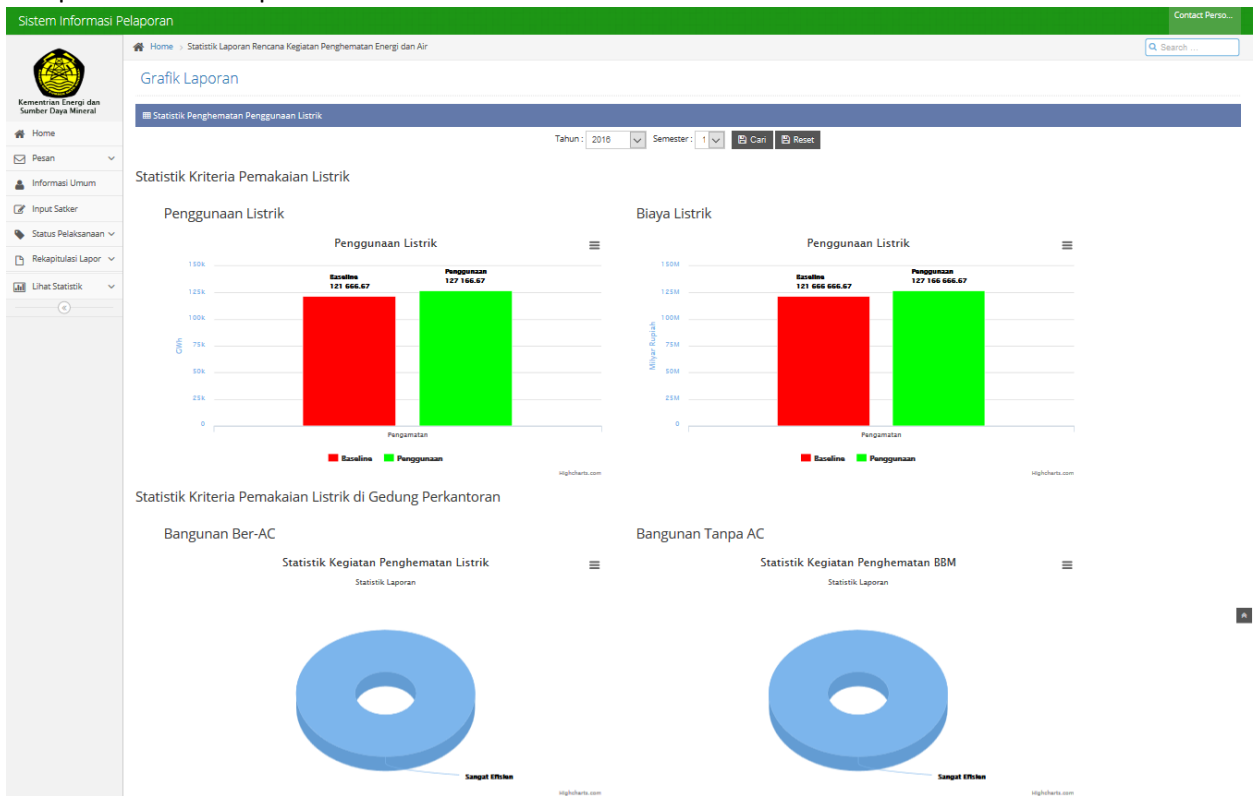 Sistem Informasi Pelaporan
Contact Perso...
Home > Statistik Laporan Rencana Kegiatan Penghematan Energi dan Air
Search ...
Kementrian Energi dan
Sumber Daya Mineral
Home
Pesan
Informasi Umum
Input Satker
Status Pelaksanaan
Rekapitulasi Lapor
Lihat Statistik
Grafik Laporan
Statistik Penghematan Penggunaan Listrik
Tahun : 2016 Semester : 1 Cari Reset
Statistik Kriteria Pemakaian Listrik
Penggunaan Listrik
Penggunaan Listrik
150k
125k
100k
75k
50k
25k
0
GWh
Baseline
121 666.67
Penggunaan
127 166.67
Pengamatan
Baseline Penggunaan
Highcharts.com
Biaya Listrik
Penggunaan Listrik
150M
125M
100M
75M
50M
25M
0
Milyar Rupiah
Baseline
121 666 666.67
Penggunaan
127 166 666.67
Pengamatan
Baseline Penggunaan
Highcharts.com
Statistik Kriteria Pemakaian Listrik di Gedung Perkantoran
Bangunan Ber-AC
Statistik Kegiatan Penghematan Listrik
Statistik Laporan
Sangat Efisien
Highcharts.com
Bangunan Tanpa AC
Statistik Kegiatan Penghematan BBM
Statistik Laporan
Sangat Efisien
Highcharts.com